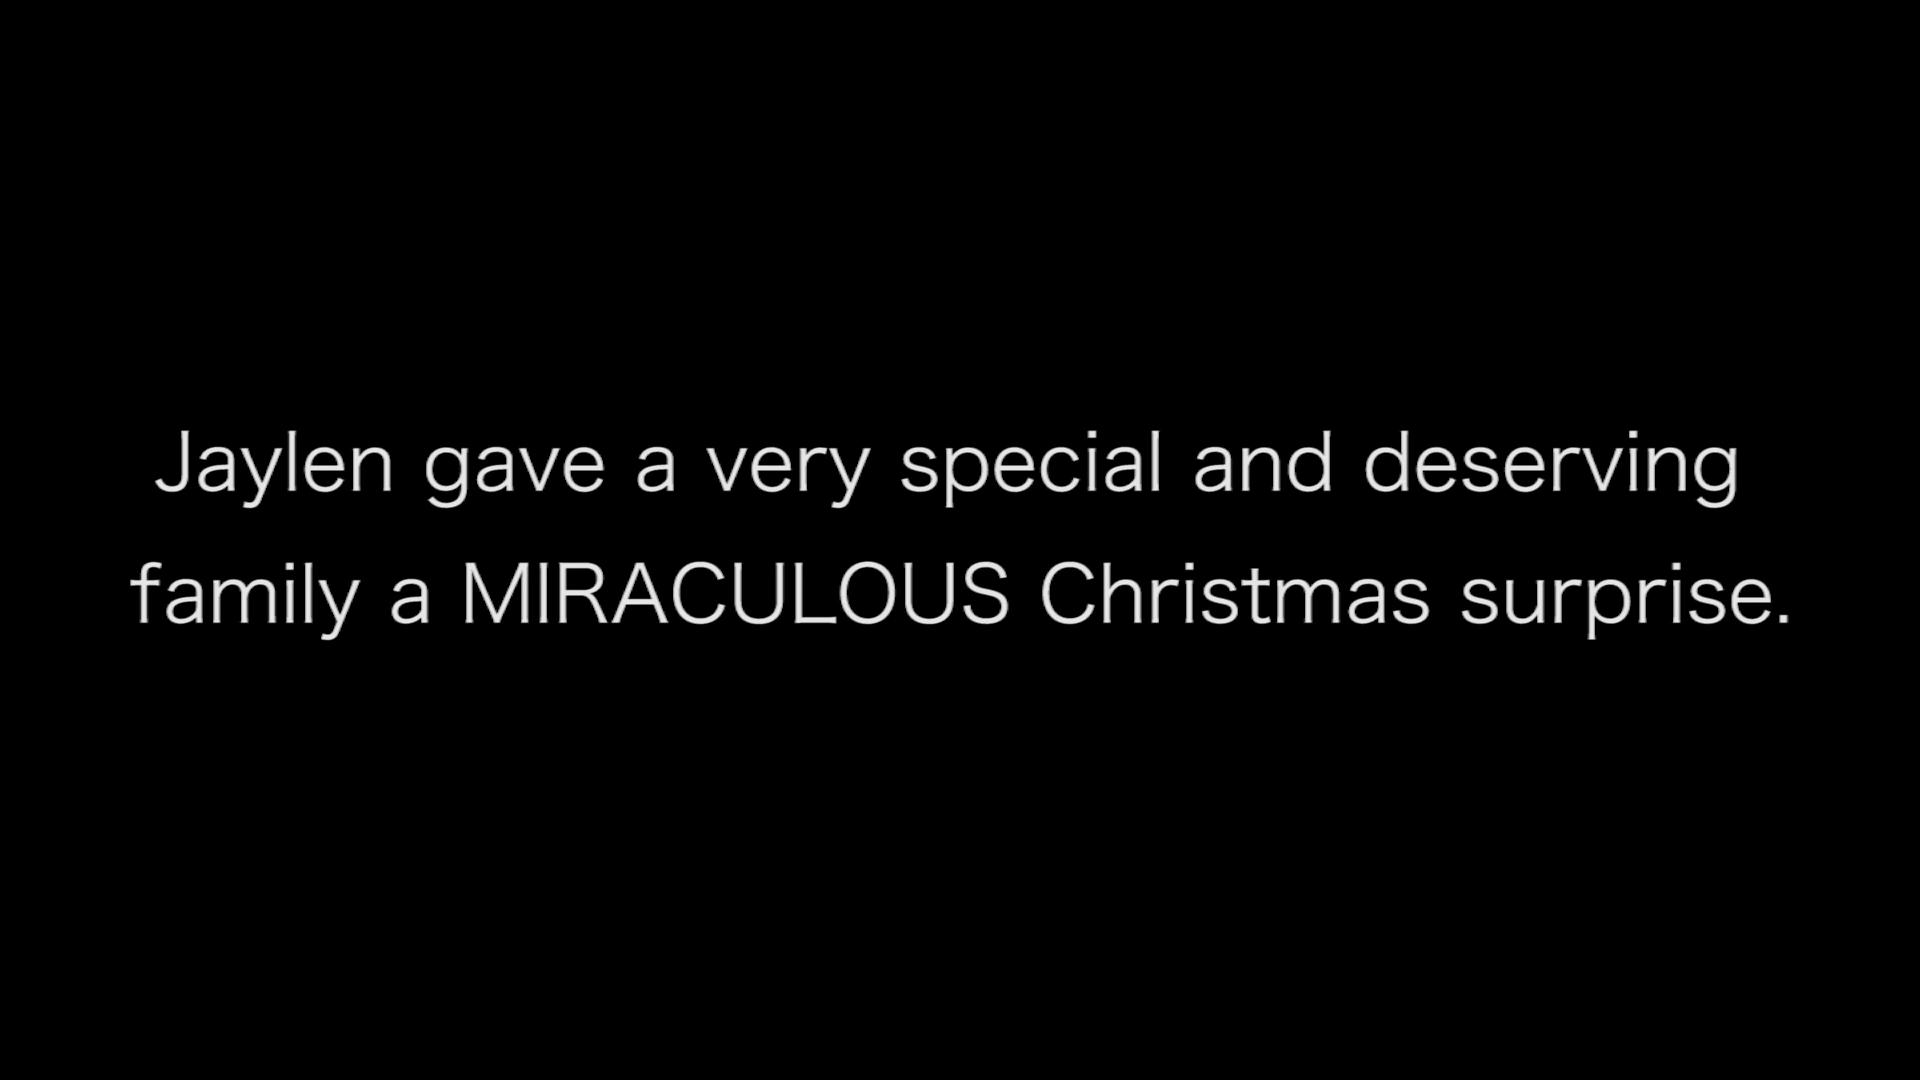 Jaylen gave a very special and deserving
family a MIRACULOUS Christmas surprise.